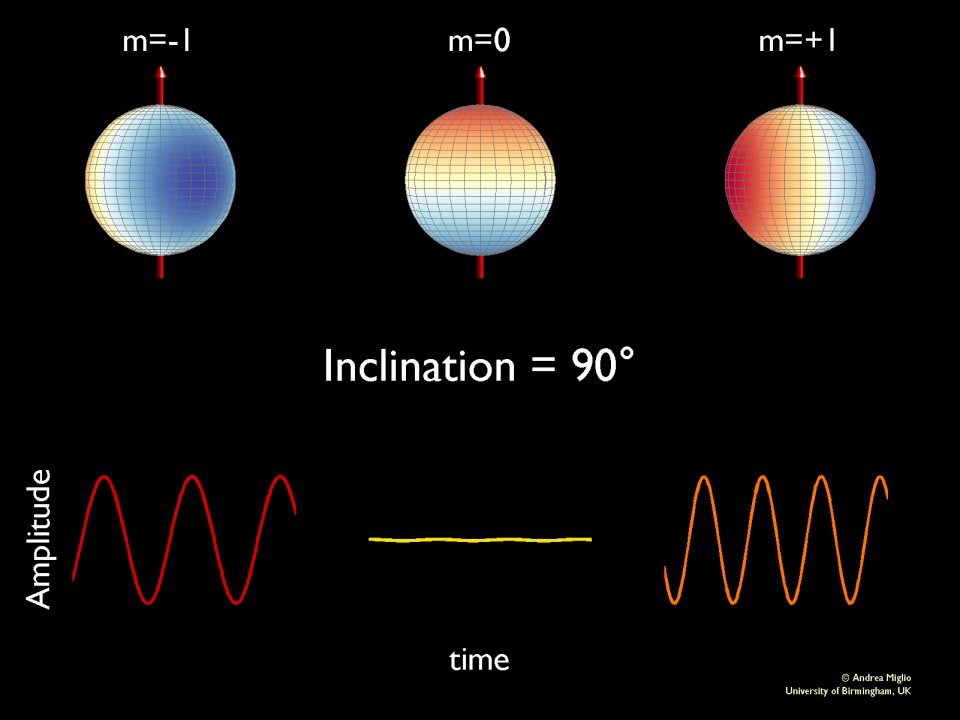 m=-1
m=0
m=+1
Inclination = 90°
Amplitude
time
© Andrea Miglio
University of Birmingham, UK